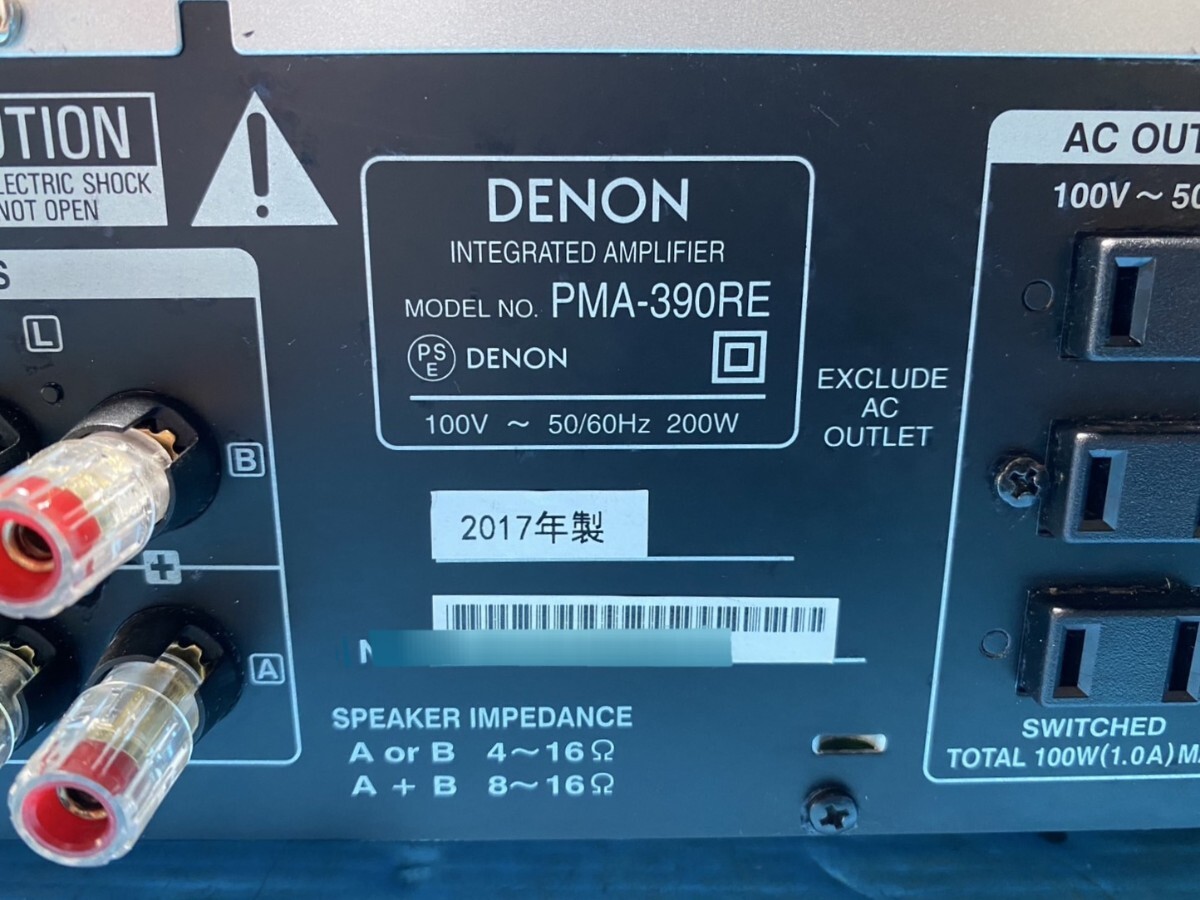 UTION
LECTRIC SHOCK
NOT OPEN
S
L
B
+
A
DENON
INTEGRATED AMPLIFIER
MODEL NO. PMA-390RE
PSE DENON
100V ～ 50/60Hz 200W
EXCLUDE
AC
OUTLET
2017年製
SPEAKER IMPEDANCE
A or B 4～16Ω
A + B 8～16Ω
AC OUT
100V ～ 50
SWITCHED
TOTAL 100W(1.0A)MA